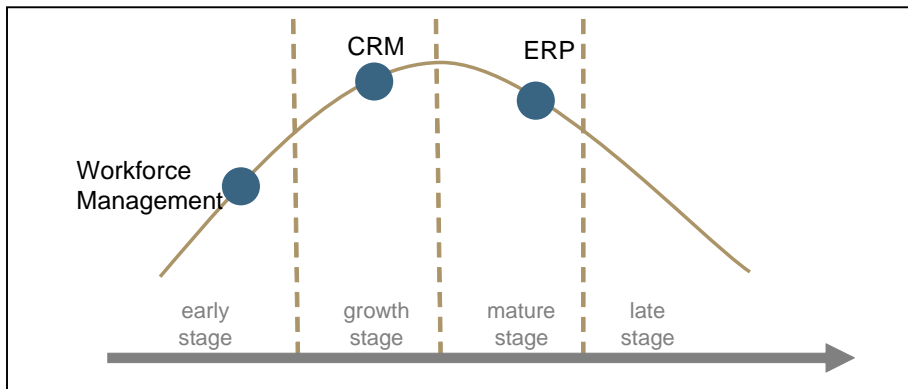 CRM
ERP
Workforce
Management
early
stage
growth
stage
mature
stage
late
stage